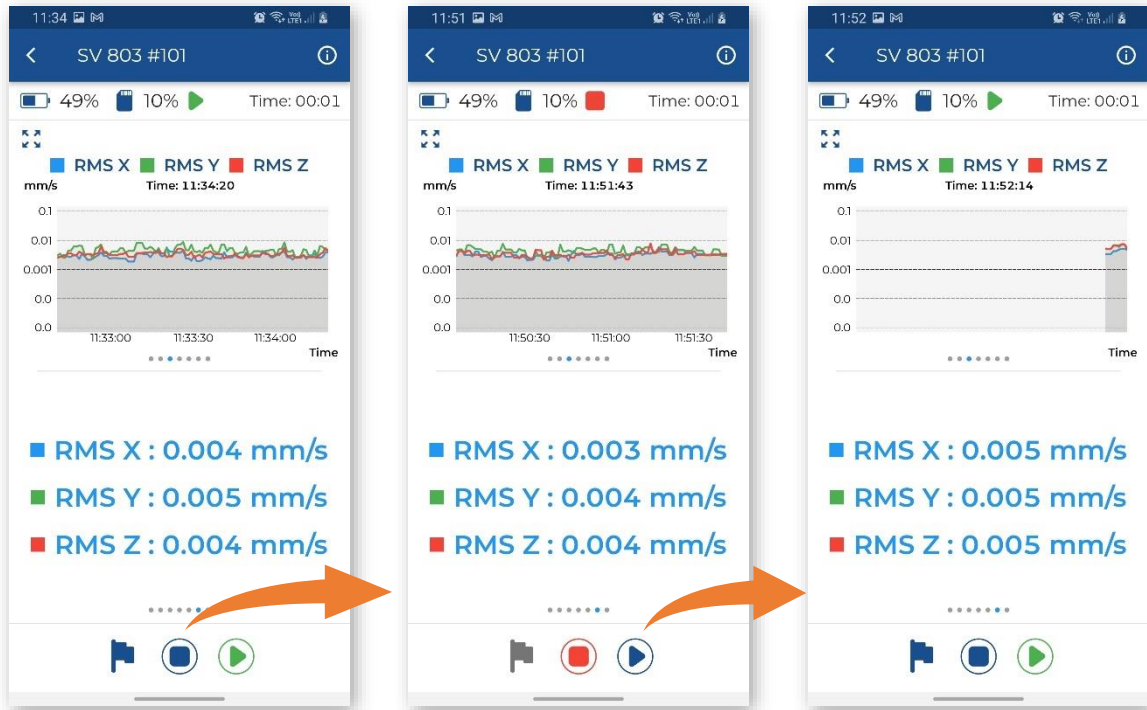 11:34
SV 803 #101
49% 10% Time: 00:01
RMS X RMS Y RMS Z
mm/s Time: 11:34:20
0.1
0.01
0.001
0.0
0.0
11:33:00 11:33:30 11:34:00
Time
RMS X : 0.004 mm/s
RMS Y : 0.005 mm/s
RMS Z : 0.004 mm/s
11:51
SV 803 #101
49% 10% Time: 00:01
RMS X RMS Y RMS Z
mm/s Time: 11:51:43
0.1
0.01
0.001
0.0
0.0
11:50:30 11:51:00 11:51:30
Time
RMS X : 0.003 mm/s
RMS Y : 0.004 mm/s
RMS Z : 0.004 mm/s
11:52
SV 803 #101
49% 10% Time: 00:01
RMS X RMS Y RMS Z
mm/s Time: 11:52:14
0.1
0.01
0.001
0.0
0.0
Time
RMS X : 0.005 mm/s
RMS Y : 0.005 mm/s
RMS Z : 0.005 mm/s